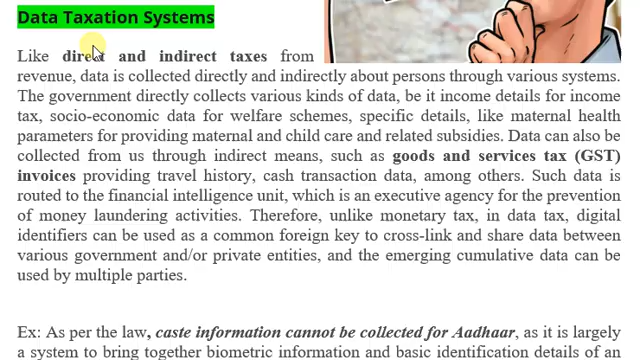 Data Taxation Systems
Like direct and indirect taxes from
revenue, data is collected directly and indirectly about persons through various systems.
The government directly collects various kinds of data, be it income details for income
tax, socio-economic data for welfare schemes, specific details, like maternal health
parameters for providing maternal and child care and related subsidies. Data can also be
collected from us through indirect means, such as goods and services tax (GST)
invoices providing travel history, cash transaction data, among others. Such data is
routed to the financial intelligence unit, which is an executive agency for the prevention
of money laundering activities. Therefore, unlike monetary tax, in data tax, digital
identifiers can be used as a common foreign key to cross-link and share data between
various government and/or private entities, and the emerging cumulative data can be
used by multiple parties.
Ex: As per the law, caste information cannot be collected for Aadhaar, as it is largely
a system to bring together biometric information and basic identification details of an